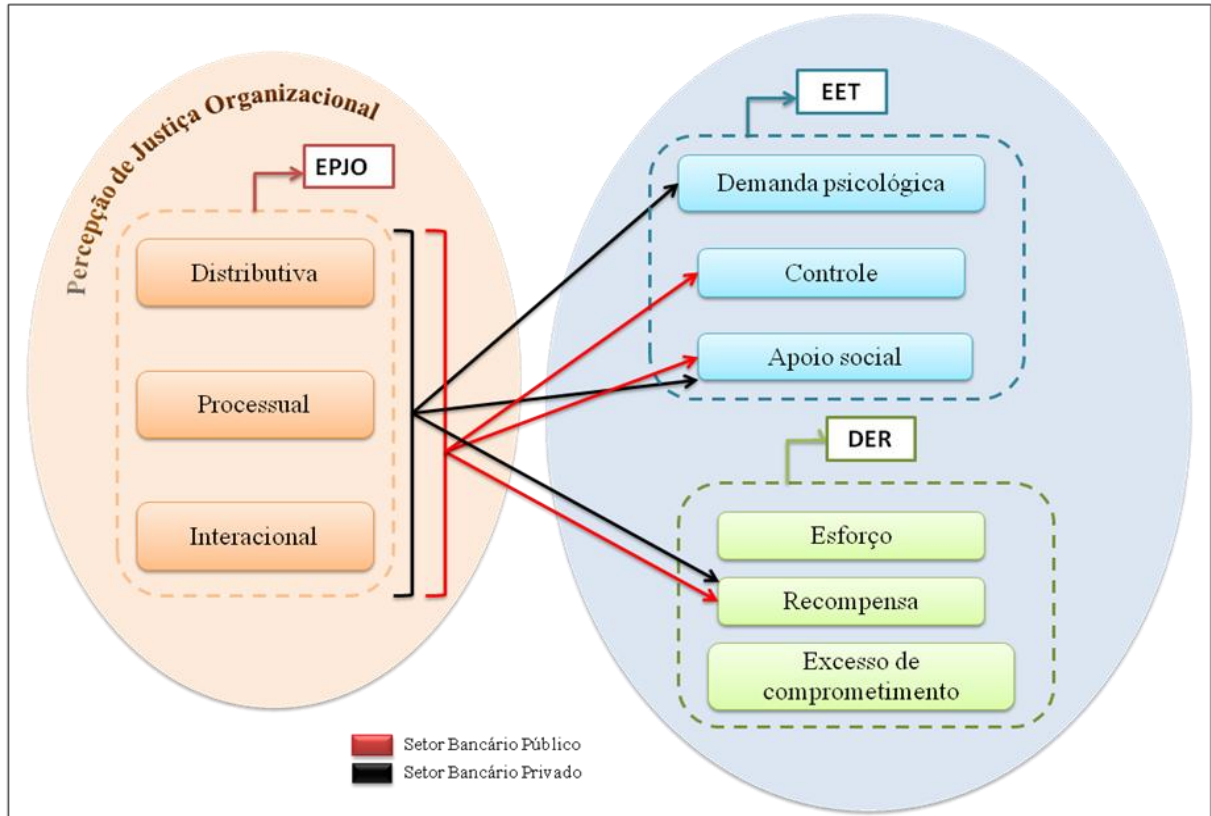 Percepção de Justiça Organizacional
EPJO
Distributiva
Processual
Interacional
EET
Demanda psicológica
Controle
Apoio social
DER
Esforço
Recompensa
Excesso de
comprometimento
Setor Bancário Público
Setor Bancário Privado